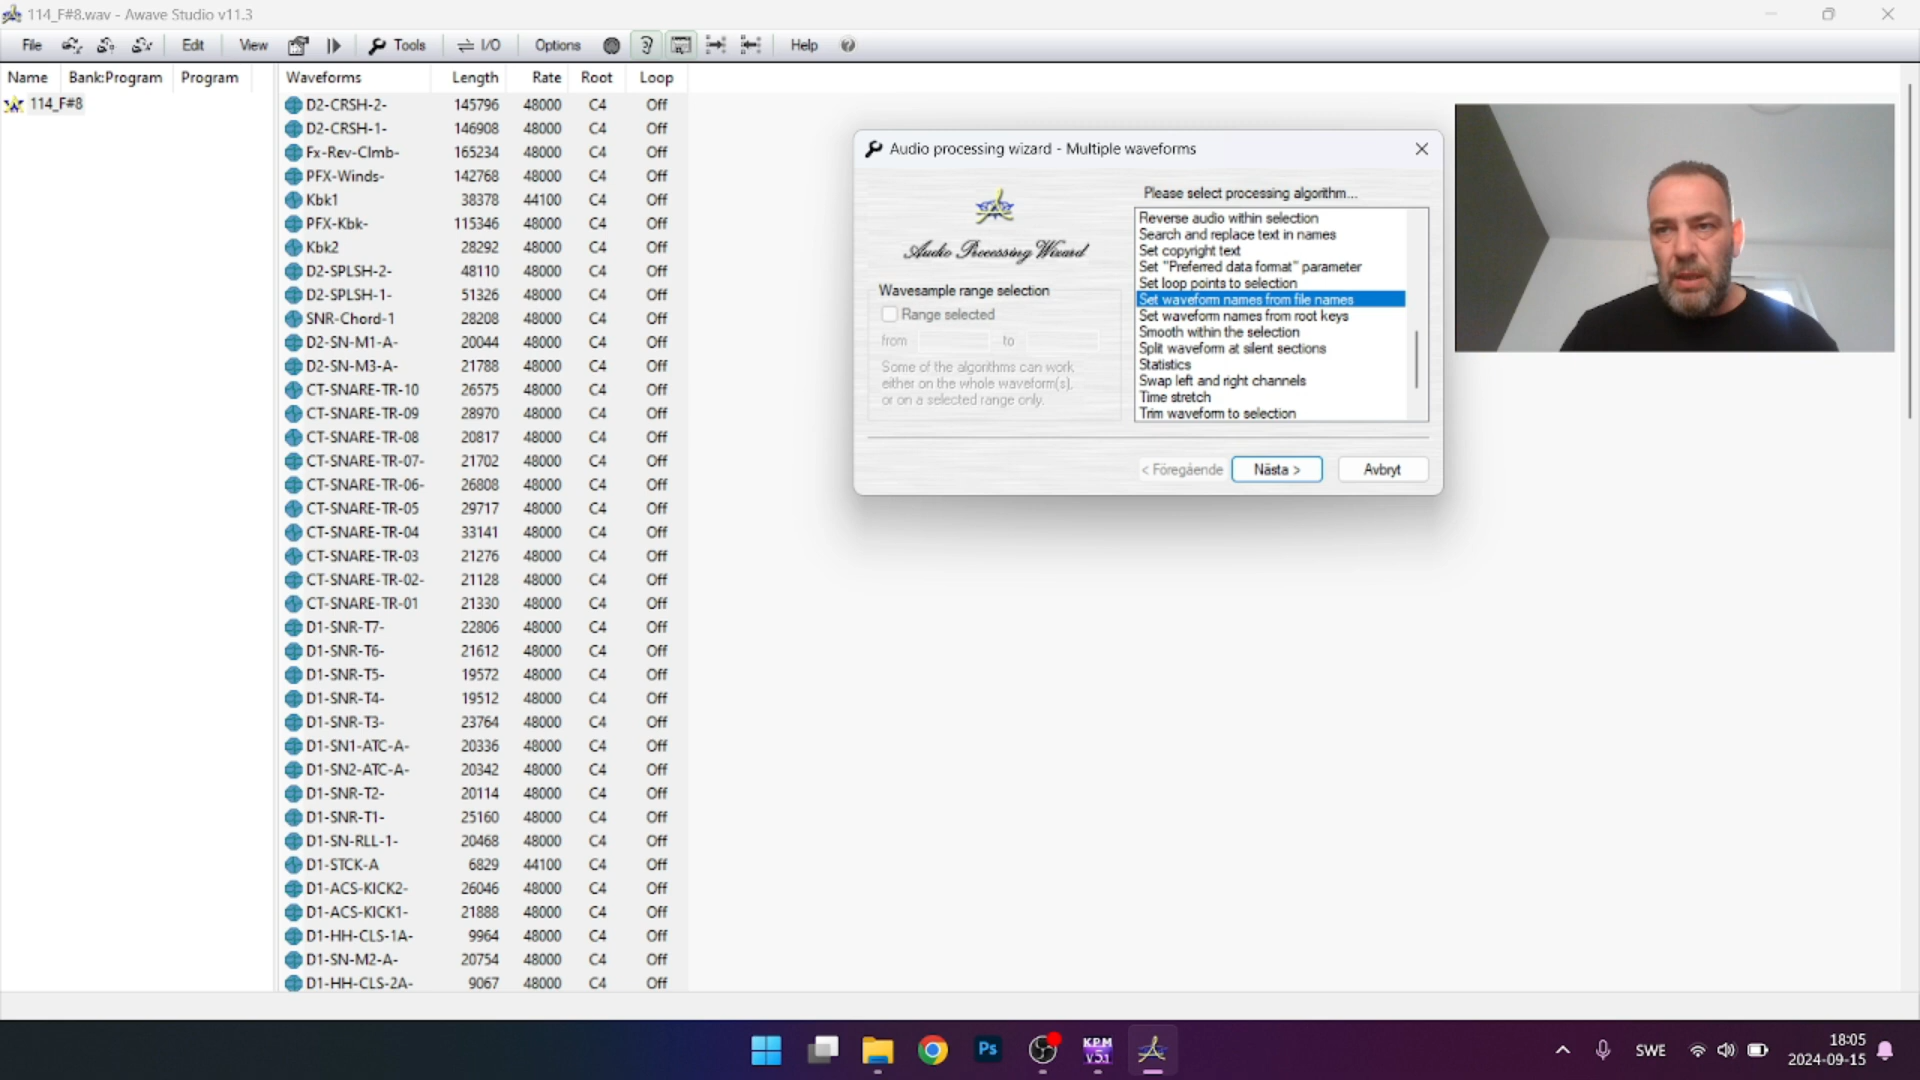 114_F#8.wav - Awave Studio v11.3
File Edit View Tools I/O Options Help
Name Bank:Program Program
114_F#8
Waveforms Length Rate Root Loop
D2-CRSH-2- 145796 48000 C4 Off
D2-CRSH-1- 146908 48000 C4 Off
Fx-Rev-Clmb- 165234 48000 C4 Off
PFX-Winds- 142768 48000 C4 Off
Kbk1 38378 44100 C4 Off
PFX-Kbk- 115346 48000 C4 Off
Kbk2 28292 48000 C4 Off
D2-SPLSH-2- 48110 48000 C4 Off
D2-SPLSH-1- 51326 48000 C4 Off
SNR-Chord-1 28208 48000 C4 Off
D2-SN-M1-A- 20044 48000 C4 Off
D2-SN-M3-A- 21788 48000 C4 Off
CT-SNARE-TR-10 26575 48000 C4 Off
CT-SNARE-TR-09 28970 48000 C4 Off
CT-SNARE-TR-08 20817 48000 C4 Off
CT-SNARE-TR-07- 21702 48000 C4 Off
CT-SNARE-TR-06- 26808 48000 C4 Off
CT-SNARE-TR-05 29717 48000 C4 Off
CT-SNARE-TR-04 33141 48000 C4 Off
CT-SNARE-TR-03 21276 48000 C4 Off
CT-SNARE-TR-02- 21128 48000 C4 Off
CT-SNARE-TR-01 21330 48000 C4 Off
D1-SNR-T7- 22806 48000 C4 Off
D1-SNR-T6- 21612 48000 C4 Off
D1-SNR-T5- 19572 48000 C4 Off
D1-SNR-T4- 19512 48000 C4 Off
D1-SNR-T3- 23764 48000 C4 Off
D1-SN1-ATC-A- 20336 48000 C4 Off
D1-SN2-ATC-A- 20342 48000 C4 Off
D1-SNR-T2- 20114 48000 C4 Off
D1-SNR-T1- 25160 48000 C4 Off
D1-SN-RLL-1- 20468 48000 C4 Off
D1-STCK-A 6829 44100 C4 Off
D1-ACS-KICK2- 26046 48000 C4 Off
D1-ACS-KICK1- 21888 48000 C4 Off
D1-HH-CLS-1A- 9964 48000 C4 Off
D1-SN-M2-A- 20754 48000 C4 Off
D1-HH-CLS-2A- 9067 48000 C4 Off
Audio processing wizard - Multiple waveforms
Audio Processing Wizard
Wavesample range selection
Range selected
from to
Some of the algorithms can work
either on the whole waveform(s),
or on a selected range only.
Please select processing algorithm...
Reverse audio within selection
Search and replace text in names
Set copyright text
Set "Preferred data format" parameter
Set loop points to selection
Set waveform names from file names
Set waveform names from root keys
Smooth within the selection
Split waveform at silent sections
Statistics
Swap left and right channels
Time stretch
Trim waveform to selection
< Föregående Nästa > Avbryt
Ps
KPM
v5.1
SWE
18:05
2024-09-15